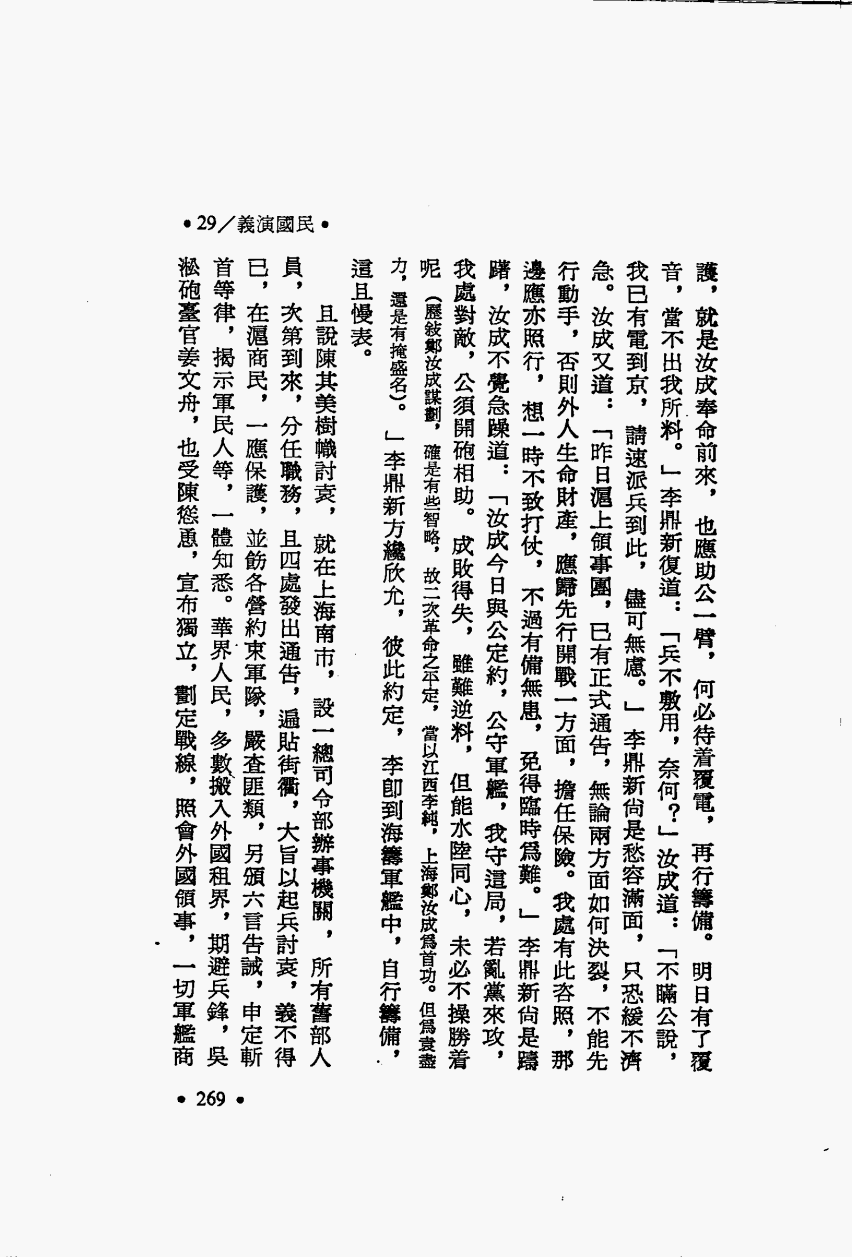 •29／義演國民•
護，就是汝成奉命前來，也應助公一臂，何必待着覆電，再行籌備。明日有了覆
音，當不出我所料。」李鼎新復道：「兵不敷用，奈何？」汝成道：「不瞞公說，
我已有電到京，請速派兵到此，儘可無慮。」李鼎新尙是愁容滿面，只恐緩不濟
急。汝成又道：「昨日滬上領事團，已有正式通告，無論兩方面如何決裂，不能先
行動手，否則外人生命財產，應歸先行開戰一方面，擔任保險。我處有此咨照，那
邊應亦照行，想一時不致打仗，不過有備無患，免得臨時爲難。」李鼎新尙是躊
躇，汝成不覺急躁道：「汝成今日與公定約，公守軍艦，我守這局，若亂黨來攻，
我處對敵，公須開砲相助。成敗得失，雖難逆料，但能水陸同心，未必不操勝着
呢（歷敍鄭汝成謀劃，確是有些智略，故二次革命之平定，當以江西李純，上海鄭汝成爲首功。但爲袁盡
力，還是有掩盛名）。」李鼎新方纔欣允，彼此約定，李卽到海籌軍艦中，自行籌備，
這且慢表。
且說陳其美樹幟討袁，就在上海南市，設一總司令部辦事機關，所有舊部人
員，次第到來，分任職務，且四處發出通告，遍貼街衢，大旨以起兵討袁，義不得
已，在滬商民，一應保護，並飭各營約束軍隊，嚴查匪類，另頒六言告誡，申定斬
首等律，揭示軍民人等，一體知悉。華界人民，多數搬入外國租界，期避兵鋒，吳
淞砲臺官姜文舟，也受陳慫恿，宣布獨立，劃定戰線，照會外國領事，一切軍艦商
•269•